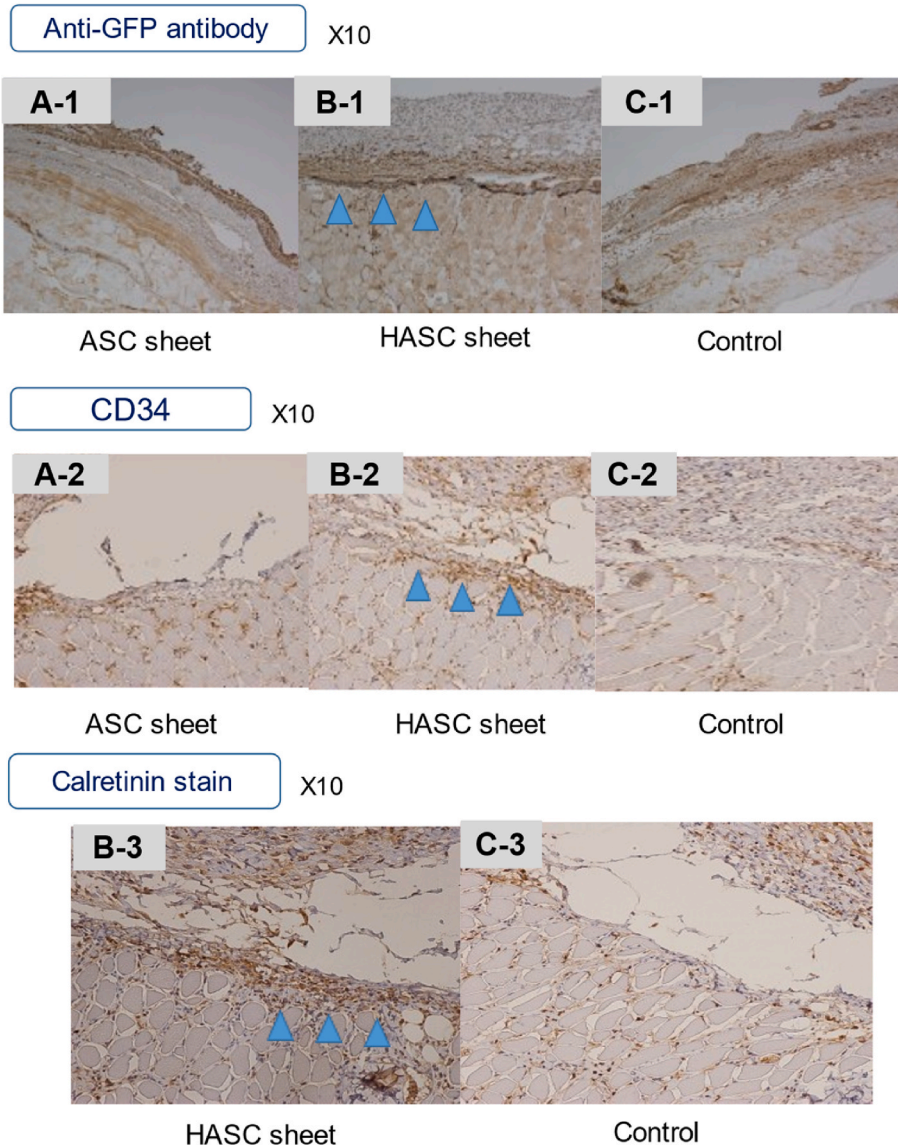 Anti-GFP antibody X10
A-1 B-1 C-1
ASC sheet HASC sheet Control
CD34 X10
A-2 B-2 C-2
ASC sheet HASC sheet Control
Calretinin stain X10
B-3 C-3
HASC sheet Control